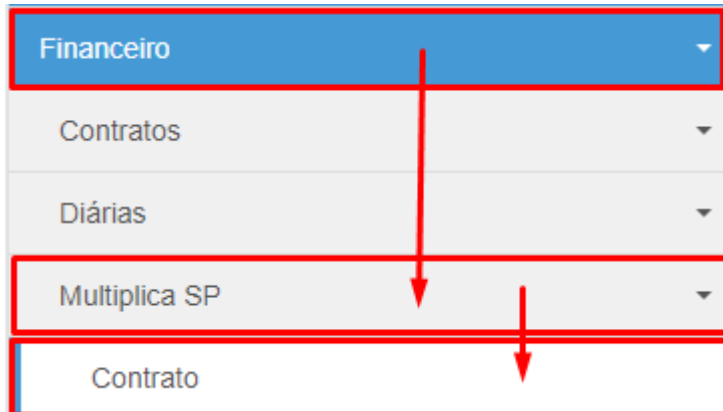 Financeiro
Contratos
Diárias
Multiplica SP
Contrato